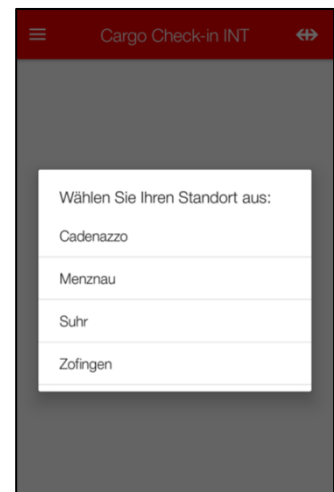 Cargo Check-in INT
Wählen Sie Ihren Standort aus:
Cadenazzo
Menznau
Suhr
Zofingen